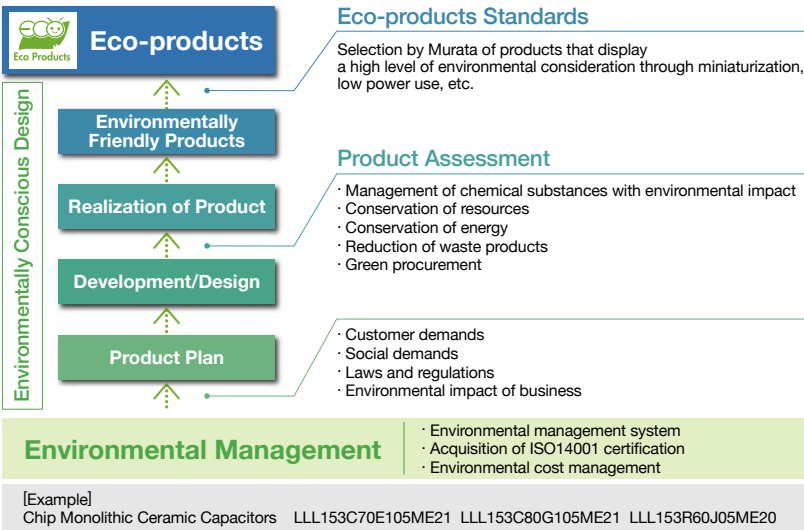 ECO
Eco Products
Eco-products
Eco-products Standards
Selection by Murata of products that display
a high level of environmental consideration through miniaturization,
low power use, etc.
Environmentally Conscious Design
Environmentally
Friendly Products
Product Assessment
· Management of chemical substances with environmental impact
· Conservation of resources
· Conservation of energy
· Reduction of waste products
· Green procurement
Realization of Product
Development/Design
Product Plan
· Customer demands
· Social demands
· Laws and regulations
· Environmental impact of business
Environmental Management
· Environmental management system
· Acquisition of ISO14001 certification
· Environmental cost management
[Example]
Chip Monolithic Ceramic Capacitors LLL153C70E105ME21 LLL153C80G105ME21 LLL153R60J05ME20